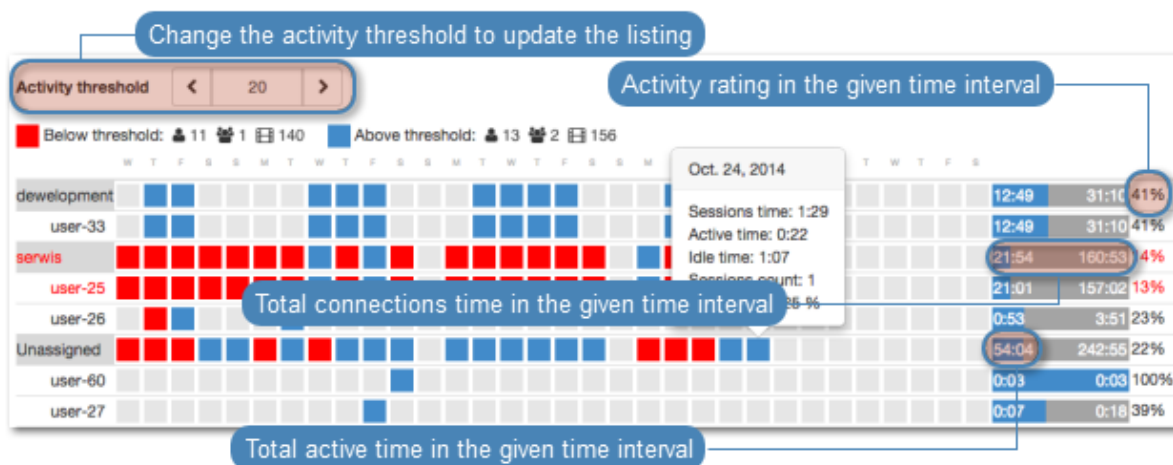 Change the activity threshold to update the listing
Activity threshold 20
Activity rating in the given time interval
Below threshold: 11 1 140 Above threshold: 13 2 156
W T F S S M T W T F S S M T W T F S S M T W T F S
Oct. 24, 2014
dewelopment 12:49 31:10 41%
Sessions time: 1:29
user-33 12:49 31:10 41%
Active time: 0:22
Idle time: 1:07
serwis 21:54 160:53 4%
Sessions count: 1
user-25 21:01 157:02 13%
Total connections time in the given time interval
25 %
user-26 0:53 3:51 23%
Unassigned 54:04 242:55 22%
user-60 0:03 0:03 100%
user-27 0:07 0:18 39%
Total active time in the given time interval